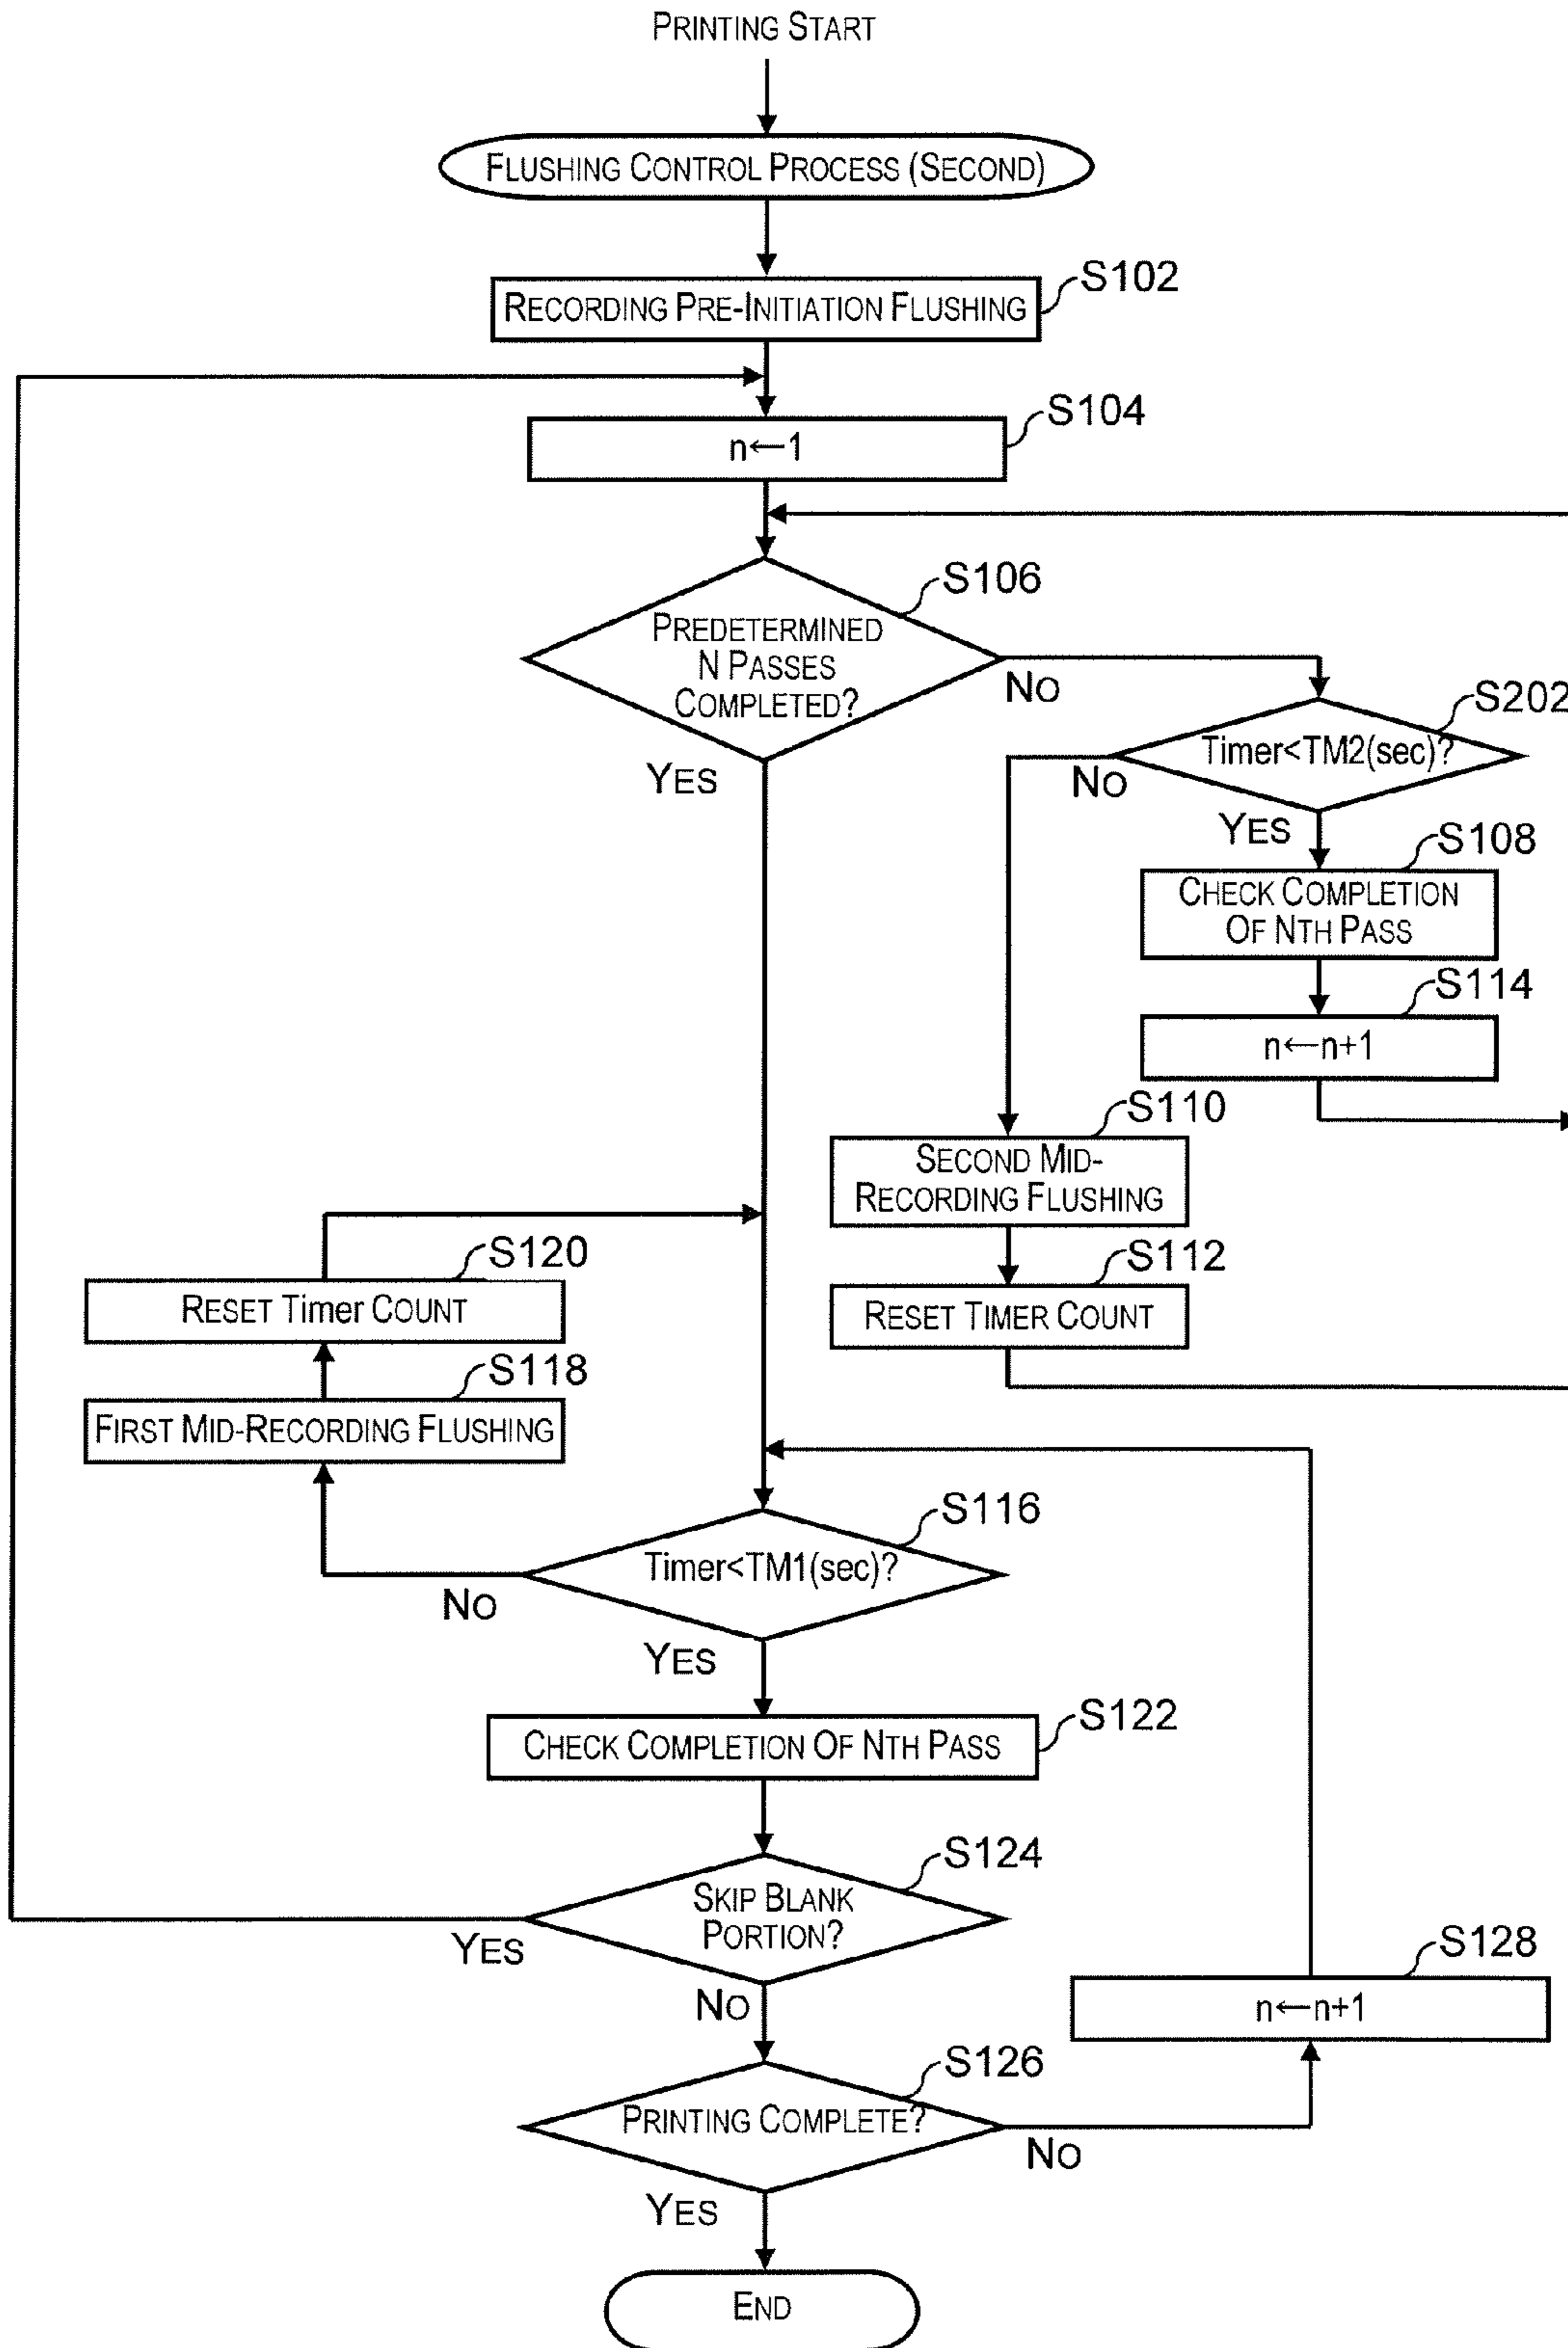 PRINTING START
FLUSHING CONTROL PROCESS (SECOND)
S102
RECORDING PRE-INITIATION FLUSHING
S104
n←1
S106
PREDETERMINED
N PASSES
COMPLETED?
NO
YES
S202
Timer<TM2(sec)?
NO
YES
S108
CHECK COMPLETION
OF NTH PASS
S114
n←n+1
S110
SECOND MID-
RECORDING FLUSHING
S112
RESET TIMER COUNT
S120
RESET Timer COUNT
S118
FIRST MID-RECORDING FLUSHING
S116
Timer<TM1(sec)?
NO
YES
S122
CHECK COMPLETION OF NTH PASS
S124
SKIP BLANK
PORTION?
YES
NO
S128
n←n+1
S126
PRINTING COMPLETE?
NO
YES
END